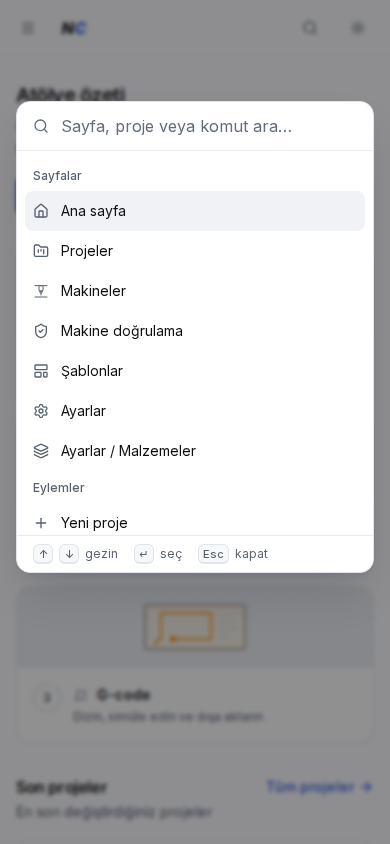 NC
Atölye özeti
Sayfa, proje veya komut ara...
Sayfalar
Ana sayfa
Projeler
Makineler
Makine doğrulama
Şablonlar
Ayarlar
Ayarlar / Malzemeler
Eylemler
Yeni proje
↑ ↓ gezin ↵ seç Esc kapat
3 G-code
Dizin, simüle edin ve dışa aktarın
Son projeler Tüm projeler →
En son değiştirdiğiniz projeler